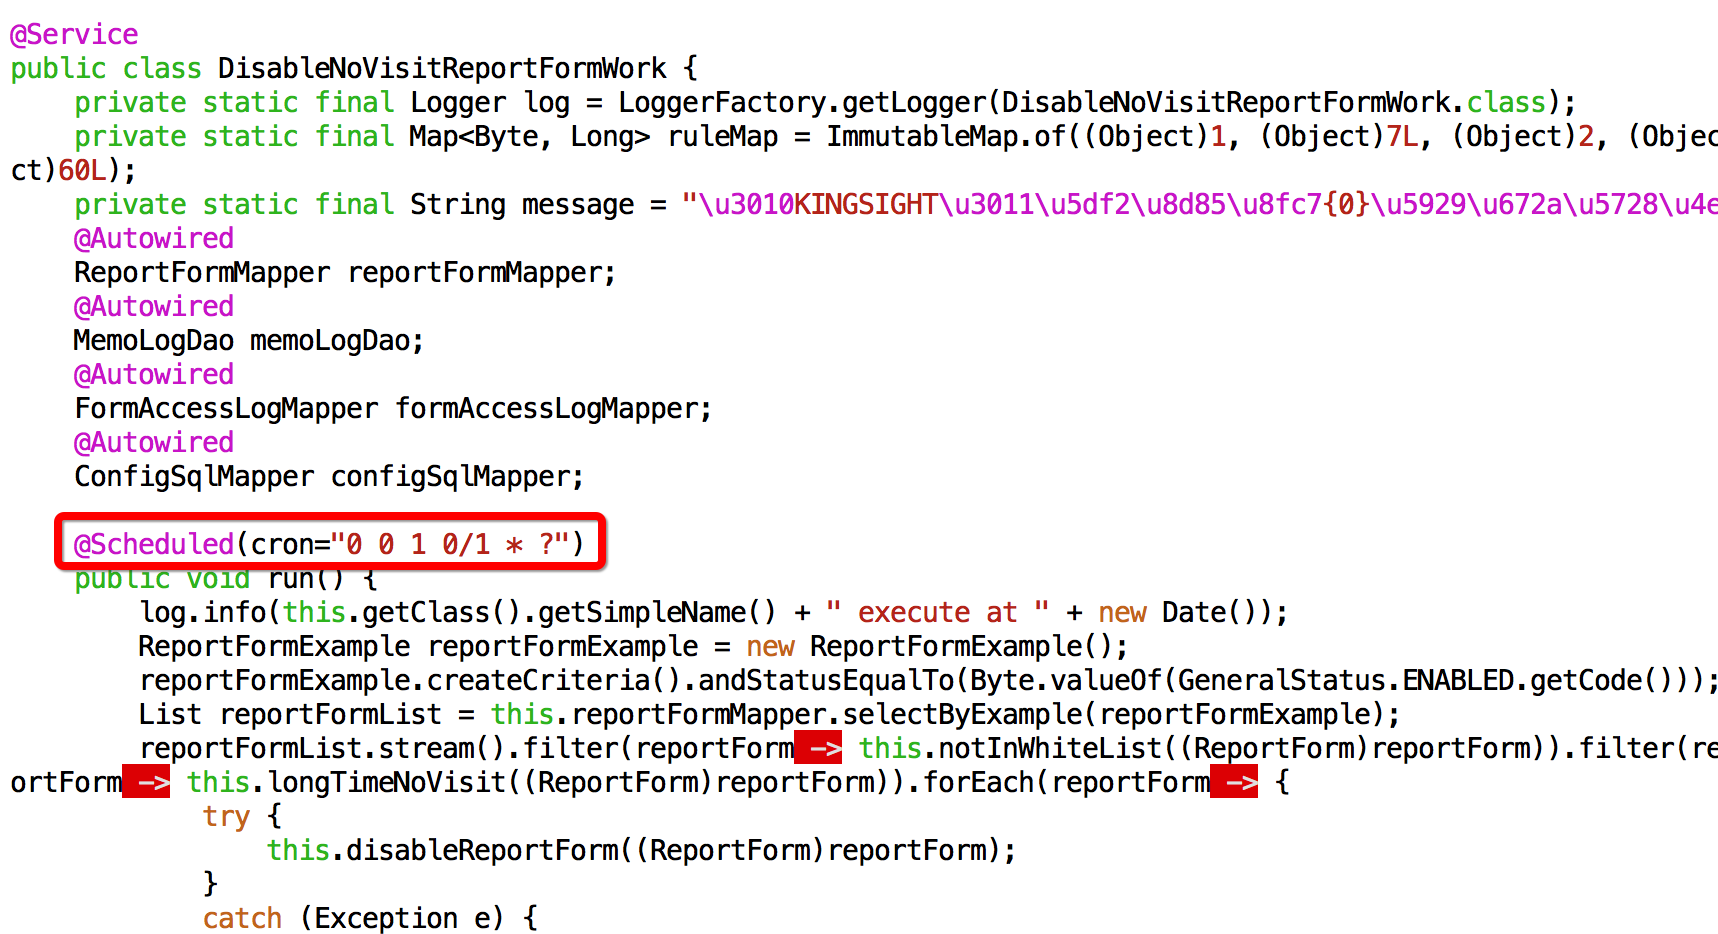 @Service
public class DisableNoVisitReportFormWork {
    private static final Logger log = LoggerFactory.getLogger(DisableNoVisitReportFormWork.class);
    private static final Map<Byte, Long> ruleMap = ImmutableMap.of((Object)1, (Object)7L, (Object)2, (Obje
ct)60L);
    private static final String message = "\u3010KINGSIGHT\u3011\u5df2\u8d85\u8fc7{0}\u5929\u672a\u5728\u4e
    @Autowired
    ReportFormMapper reportFormMapper;
    @Autowired
    MemoLogDao memoLogDao;
    @Autowired
    FormAccessLogMapper formAccessLogMapper;
    @Autowired
    ConfigSqlMapper configSqlMapper;
    @Scheduled(cron="0 0 1 0/1 * ?")
    public void run() {
        log.info(this.getClass().getSimpleName() + " execute at " + new Date());
        ReportFormExample reportFormExample = new ReportFormExample();
        reportFormExample.createCriteria().andStatusEqualTo(Byte.valueOf(GeneralStatus.ENABLED.getCode()));
        List reportFormList = this.reportFormMapper.selectByExample(reportFormExample);
        reportFormList.stream().filter(reportForm -> this.notInWhiteList((ReportForm)reportForm)).filter(re
ortForm -> this.longTimeNoVisit((ReportForm)reportForm)).forEach(reportForm -> {
            try {
                this.disableReportForm((ReportForm)reportForm);
            }
            catch (Exception e) {